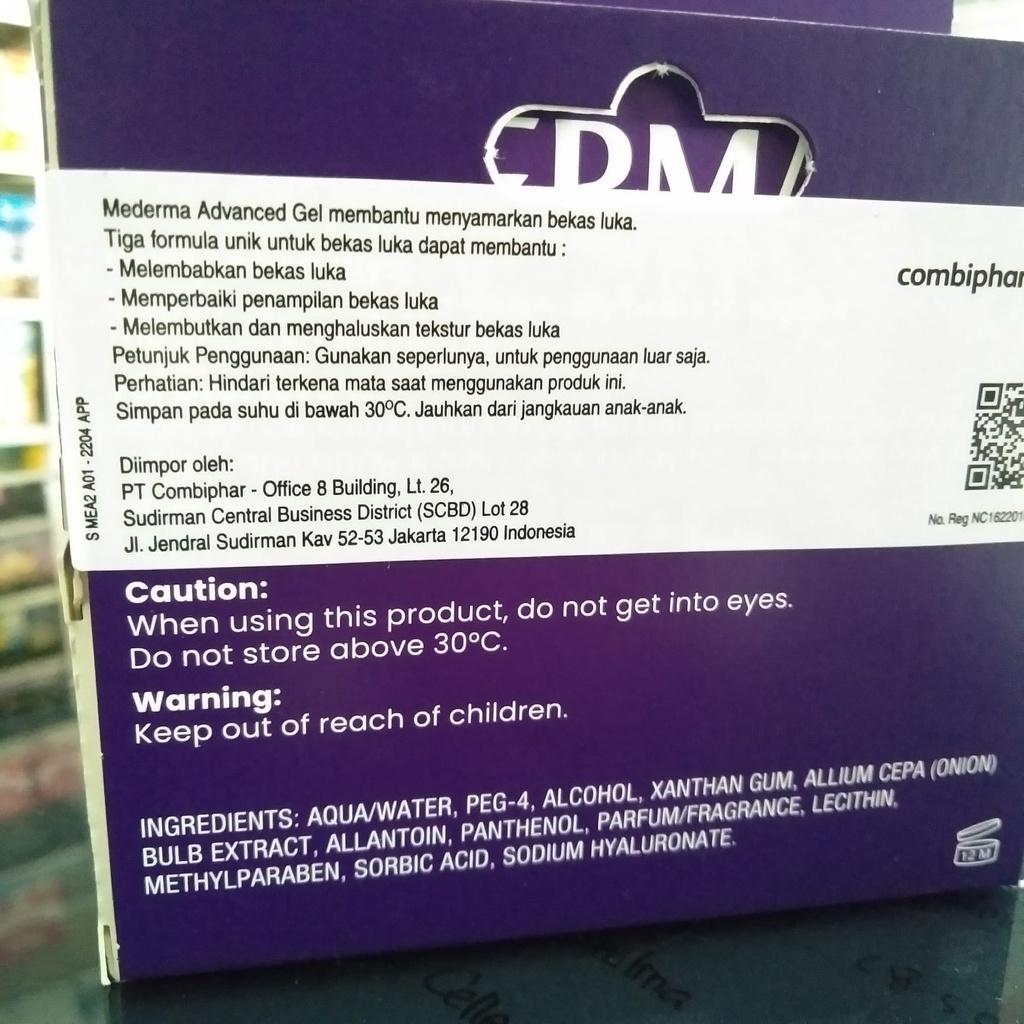 Mederma Advanced Gel membantu menyamarkan bekas luka.
Tiga formula unik untuk bekas luka dapat membantu :
- Melembabkan bekas luka
- Memperbaiki penampilan bekas luka
- Melembutkan dan menghaluskan tekstur bekas luka
Petunjuk Penggunaan: Gunakan seperlunya, untuk penggunaan luar saja.
Perhatian: Hindari terkena mata saat menggunakan produk ini.
Simpan pada suhu di bawah 30ºC. Jauhkan dari jangkauan anak-anak.
combiphar
S MEA2 A01 - 2204 APP
Diimpor oleh:
PT Combiphar - Office 8 Building, Lt. 26,
Sudirman Central Business District (SCBD) Lot 28
Jl. Jendral Sudirman Kav 52-53 Jakarta 12190 Indonesia
No. Reg NC162201
Caution:
When using this product, do not get into eyes.
Do not store above 30ºC.
Warning:
Keep out of reach of children.
INGREDIENTS: AQUA/WATER, PEG-4, ALCOHOL, XANTHAN GUM, ALLIUM CEPA (ONION)
BULB EXTRACT, ALLANTOIN, PANTHENOL, PARFUM/FRAGRANCE, LECITHIN,
METHYLPARABEN, SORBIC ACID, SODIUM HYALURONATE.
12 M